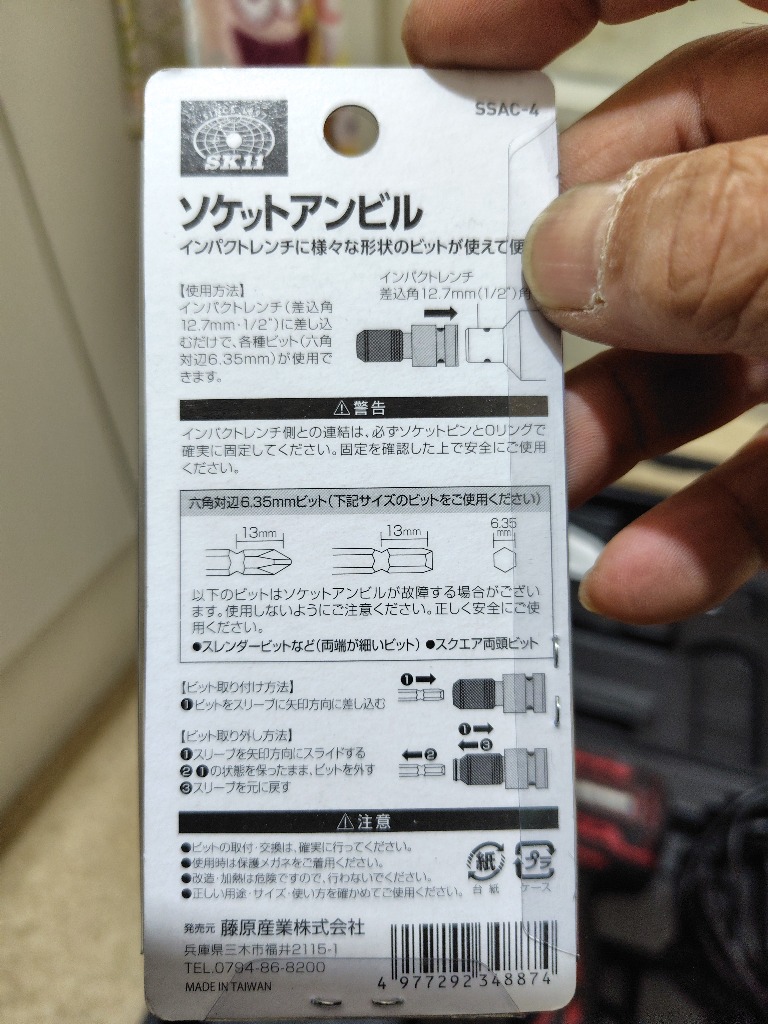 SSAC-4
SK11
ソケットアンビル
インパクトレンチに様々な形状のビットが使えて便
【使用方法】
インパクトレンチ(差込角
12.7mm・1/2")に差し込
むだけで、各種ビット(六角
対辺6.35mm)が使用で
きます。
インパクトレンチ
差込角12.7mm(1/2")角
⚠警告
インパクトレンチ側との連結は、必ずソケットピンとOリングで
確実に固定してください。固定を確認した上で安全にご使用
ください。
六角対辺6.35mmビット(下記サイズのビットをご使用ください)
13mm
13mm
6.35
mm
以下のビットはソケットアンビルが故障する場合がござい
ます。使用しないようにご注意ください。正しく安全にご使
用ください。
●スレンダービットなど(両端が細いビット) ●スクエア両頭ビット
【ビット取り付け方法】
❶ビットをスリーブに矢印方向に差し込む
❶
【ビット取り外し方法】
❶スリーブを矢印方向にスライドする
❷❶の状態を保ったまま、ビットを外す
❸スリーブを元に戻す
❶
❸
❷
⚠注意
●ビットの取付・交換は、確実に行ってください。
●使用時は保護メガネをご着用ください。
●改造・加熱は危険ですので、行わないでください。
●正しい用途・サイズ・使い方を確かめてご使用ください。
紙
台紙
プラ
ケース
発売元 藤原産業株式会社
兵庫県三木市福井2115-1
TEL.0794-86-8200
MADE IN TAIWAN
4 977292 348874